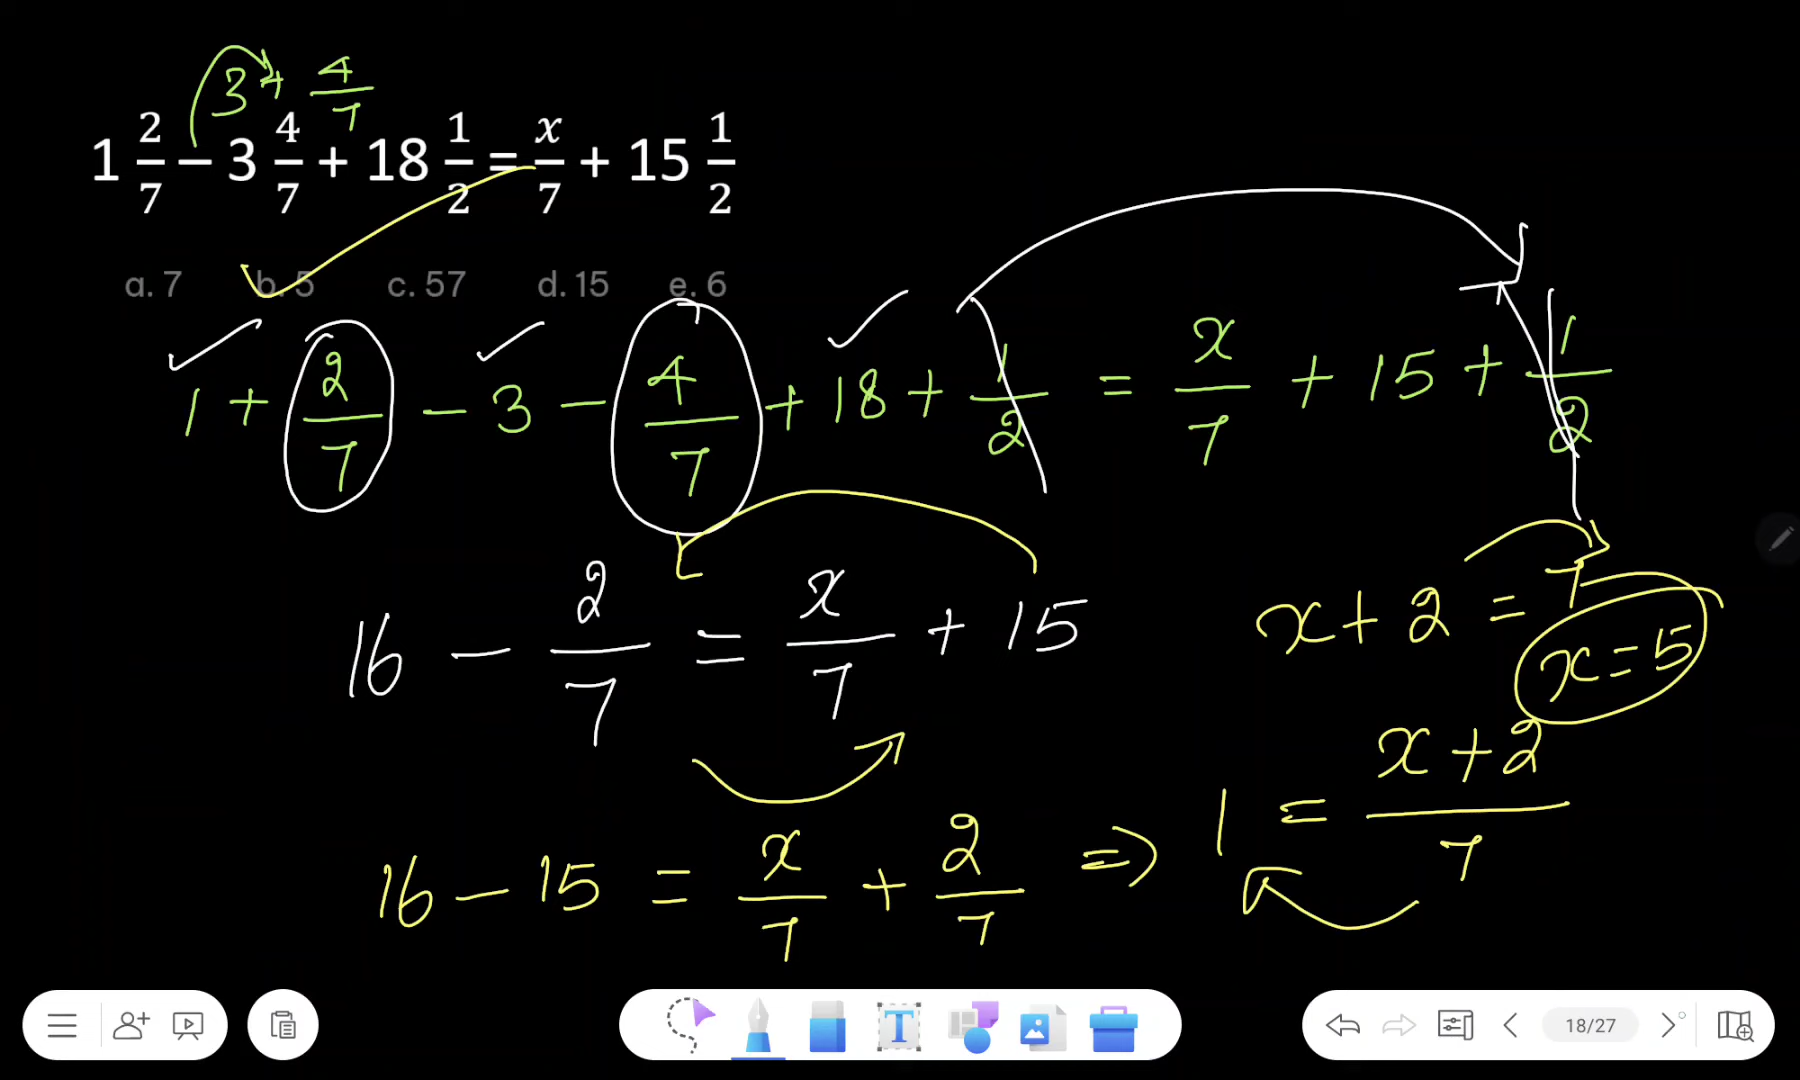 3 + 4/7
1 2/7 − 3 4/7 + 18 1/2 = x/7 + 15 1/2
a. 7 b. 5 c. 57 d. 15 e. 6
1 + 2/7 − 3 − 4/7 + 18 + 1/2 = x/7 + 15 + 1/2
16 − 2/7 = x/7 + 15
x + 2 = 7
x = 5
16 − 15 = x/7 + 2/7 ⇒ 1 = x + 2/7
T
18/27